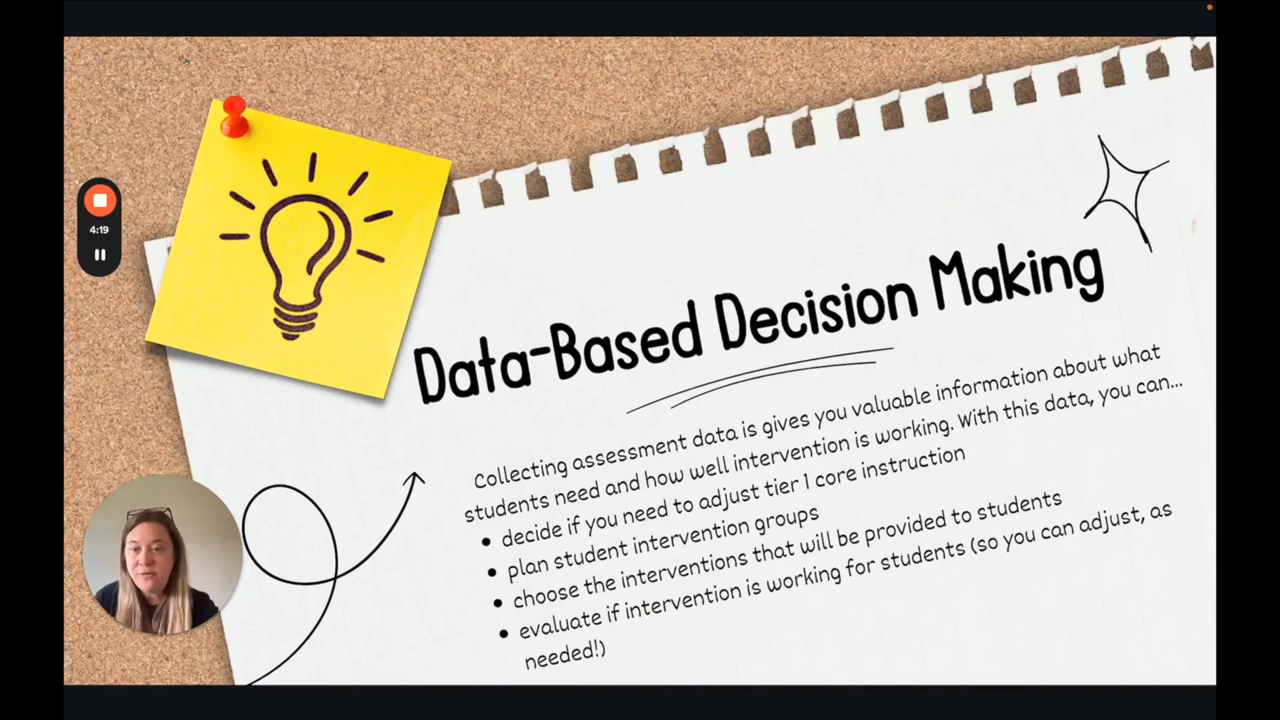 4:19
Data-Based Decision Making
Collecting assessment data is gives you valuable information about what
students need and how well intervention is working. With this data, you can...
• decide if you need to adjust tier 1 core instruction
• plan student intervention groups
• choose the interventions that will be provided to students
• evaluate if intervention is working for students (so you can adjust, as
needed!)